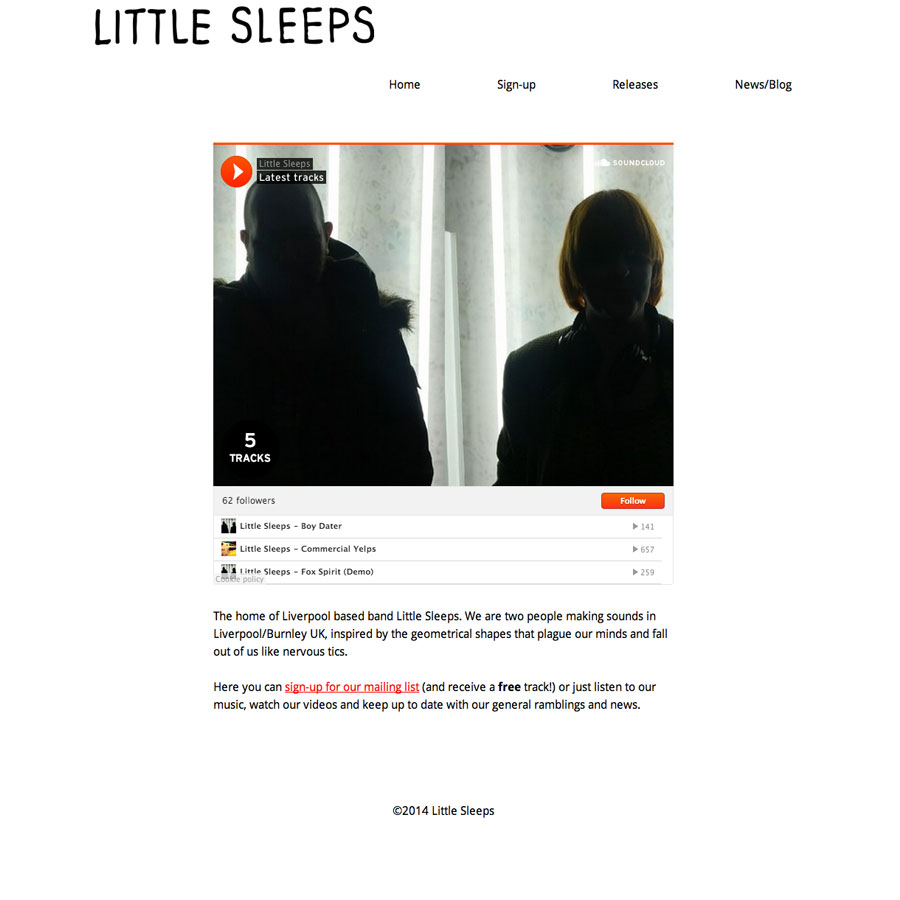 LITTLE SLEEPS
Home Sign-up Releases News/Blog
Little Sleeps
Latest tracks
SOUNDCLOUD
5
TRACKS
62 followers
Follow
Little Sleeps - Boy Dater 141
Little Sleeps - Commercial Yelps 657
Little Sleeps - Fox Spirit (Demo) 259
Cookie policy
The home of Liverpool based band Little Sleeps. We are two people making sounds in
Liverpool/Burnley UK, inspired by the geometrical shapes that plague our minds and fall
out of us like nervous tics.
Here you can sign-up for our mailing list (and receive a free track!) or just listen to our
music, watch our videos and keep up to date with our general ramblings and news.
©2014 Little Sleeps